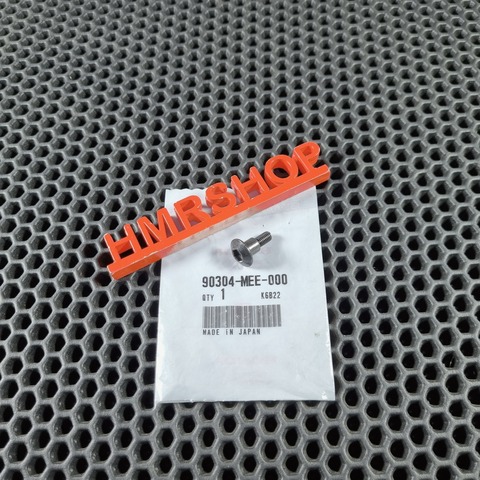 HMRSHOP
90304-MEE-000
QTY 1 K6822
MADE IN JAPAN